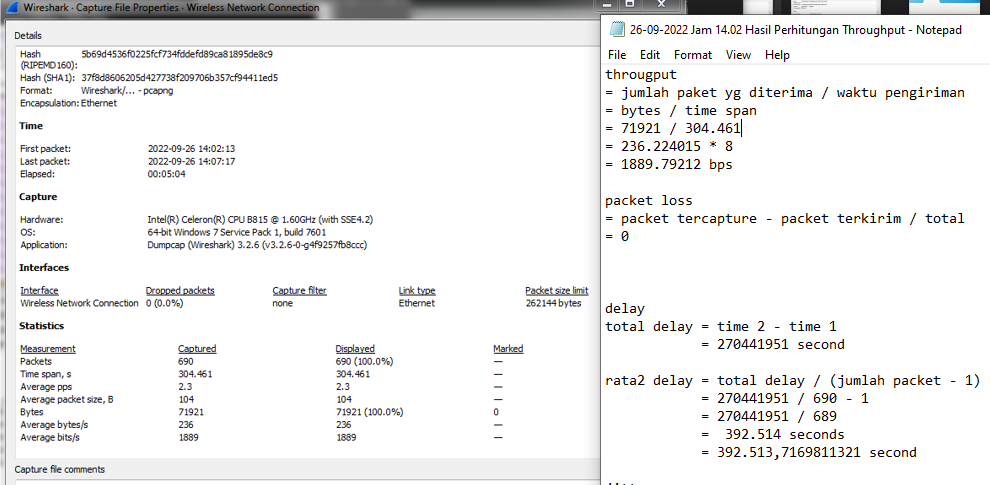 Wireshark · Capture File Properties · Wireless Network Connection
Details
Hash 5b69d4536f0225fcf734fddefd89ca81895de8c9
(RIPEMD160):
Hash (SHA1): 37f8d8606205d427738f209706b357cf94411ed5
Format: Wireshark/... - pcapng
Encapsulation: Ethernet
Time
First packet: 2022-09-26 14:02:13
Last packet: 2022-09-26 14:07:17
Elapsed: 00:05:04
Capture
Hardware: Intel(R) Celeron(R) CPU B815 @ 1.60GHz (with SSE4.2)
OS: 64-bit Windows 7 Service Pack 1, build 7601
Application: Dumpcap (Wireshark) 3.2.6 (v3.2.6-0-g4f9257fb8ccc)
Interfaces
Interface Dropped packets Capture filter Link type Packet size limit
Wireless Network Connection 0 (0.0%) none Ethernet 262144 bytes
Statistics
Measurement Captured Displayed Marked
Packets 690 690 (100.0%) —
Time span, s 304.461 304.461 —
Average pps 2.3 2.3 —
Average packet size, B 104 104 —
Bytes 71921 71921 (100.0%) 0
Average bytes/s 236 236 —
Average bits/s 1889 1889 —
Capture file comments
26-09-2022 Jam 14.02 Hasil Perhitungan Throughput - Notepad
File Edit Format View Help
througput
= jumlah paket yg diterima / waktu pengiriman
= bytes / time span
= 71921 / 304.461
= 236.224015 * 8
= 1889.79212 bps
packet loss
= packet tercapture - packet terkirim / total
= 0
delay
total delay = time 2 - time 1
= 270441951 second
rata2 delay = total delay / (jumlah packet - 1)
= 270441951 / 690 - 1
= 270441951 / 689
= 392.514 seconds
= 392.513,7169811321 second